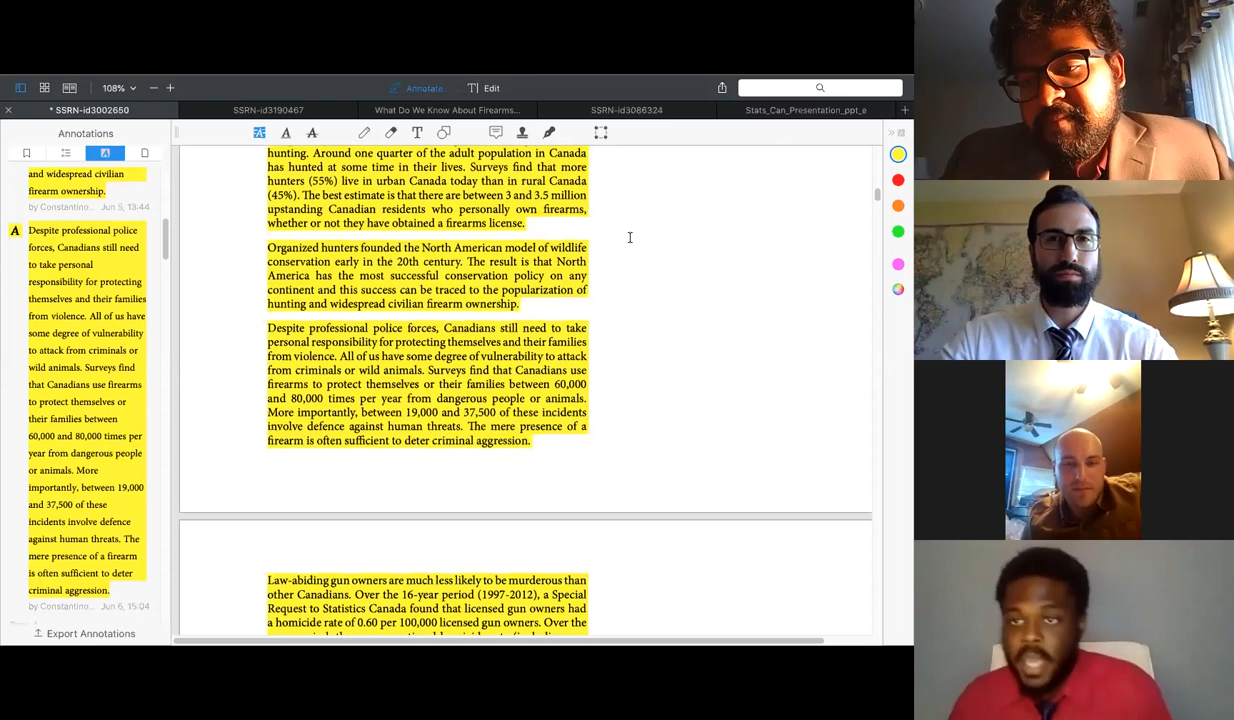 108%
Annotate
Edit
* SSRN-id3002650
SSRN-id3190467
What Do We Know About Firearms...
SSRN-id3086324
Stats_Can_Presentation_ppt_e
Annotations
and widespread civilian
firearm ownership.
by Constantino... Jun 5, 13:44
A
Despite professional police
forces, Canadians still need
to take personal
responsibility for protecting
themselves and their families
from violence. All of us have
some degree of vulnerability
to attack from criminals or
wild animals. Surveys find
that Canadians use firearms
to protect themselves or
their families between
60,000 and 80,000 times per
year from dangerous people
or animals. More
importantly, between 19,000
and 37,500 of these
incidents involve defence
against human threats. The
mere presence of a firearm
is often sufficient to deter
criminal aggression.
by Constantino... Jun 6, 15:04
Export Annotations
hunting. Around one quarter of the adult population in Canada
has hunted at some time in their lives. Surveys find that more
hunters (55%) live in urban Canada today than in rural Canada
(45%). The best estimate is that there are between 3 and 3.5 million
upstanding Canadian residents who personally own firearms,
whether or not they have obtained a firearms license.
Organized hunters founded the North American model of wildlife
conservation early in the 20th century. The result is that North
America has the most successful conservation policy on any
continent and this success can be traced to the popularization of
hunting and widespread civilian firearm ownership.
Despite professional police forces, Canadians still need to take
personal responsibility for protecting themselves and their families
from violence. All of us have some degree of vulnerability to attack
from criminals or wild animals. Surveys find that Canadians use
firearms to protect themselves or their families between 60,000
and 80,000 times per year from dangerous people or animals.
More importantly, between 19,000 and 37,500 of these incidents
involve defence against human threats. The mere presence of a
firearm is often sufficient to deter criminal aggression.
Law-abiding gun owners are much less likely to be murderous than
other Canadians. Over the 16-year period (1997-2012), a Special
Request to Statistics Canada found that licensed gun owners had
a homicide rate of 0.60 per 100,000 licensed gun owners. Over the